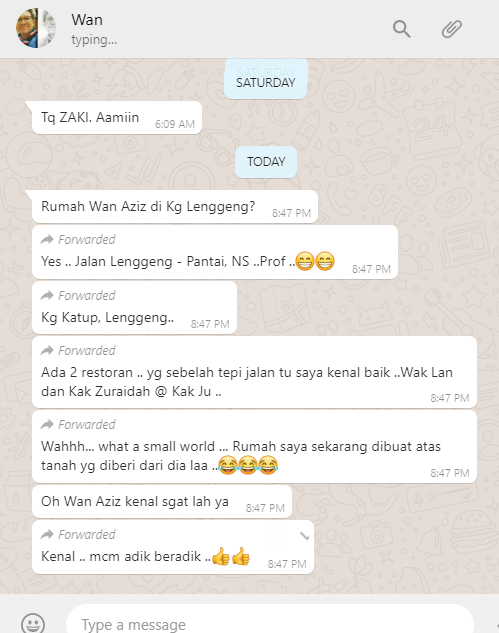 Wan
typing...
SATURDAY
Tq ZAKI. Aamiin
6:09 AM
TODAY
Rumah Wan Aziz di Kg Lenggeng?
8:47 PM
Forwarded
Yes .. Jalan Lenggeng - Pantai, NS ..Prof ..😁😁
8:47 PM
Forwarded
Kg Katup, Lenggeng..
8:47 PM
Forwarded
Ada 2 restoran .. yg sebelah tepi jalan tu saya kenal baik ..Wak Lan
dan Kak Zuraidah @ Kak Ju ..
8:47 PM
Forwarded
Wahhh... what a small world ... Rumah saya sekarang dibuat atas
tanah yg diberi dari dia laa ..😂😂😂
8:47 PM
Oh Wan Aziz kenal sgat lah ya
8:47 PM
Forwarded
Kenal .. mcm adik beradik ..👍👍
8:47 PM
Type a message